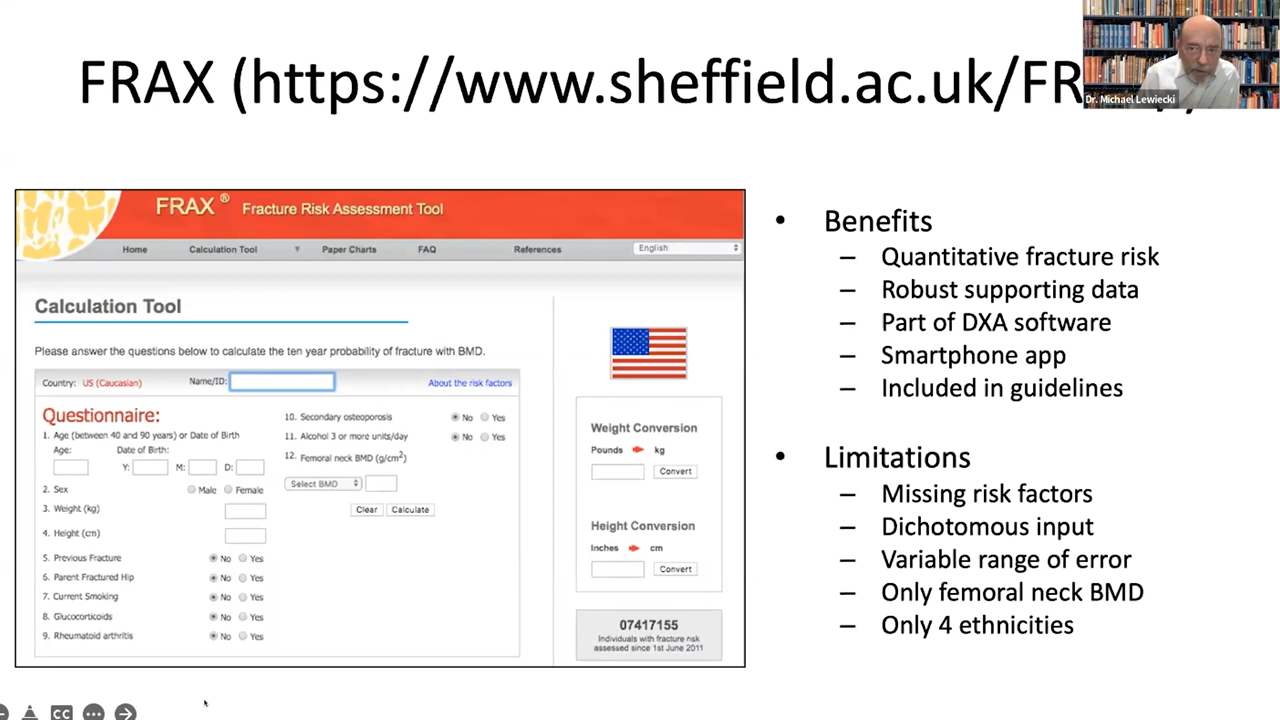 FRAX (https://www.sheffield.ac.uk/FR
Dr. Michael Lewiecki
FRAX ® Fracture Risk Assessment Tool
Home Calculation Tool ▼ Paper Charts FAQ References English
Calculation Tool
Please answer the questions below to calculate the ten year probability of fracture with BMD.
Country: US (Caucasian) Name/ID: About the risk factors
Questionnaire:
1. Age (between 40 and 90 years) or Date of Birth
Age: Date of Birth:
Y: M: D:
2. Sex Male Female
3. Weight (kg)
4. Height (cm)
5. Previous Fracture No Yes
6. Parent Fractured Hip No Yes
7. Current Smoking No Yes
8. Glucocorticoids No Yes
9. Rheumatoid arthritis No Yes
10. Secondary osteoporosis No Yes
11. Alcohol 3 or more units/day No Yes
12. Femoral neck BMD (g/cm²)
Select BMD
Clear Calculate
Weight Conversion
Pounds kg
Convert
Height Conversion
Inches cm
Convert
07417155
Individuals with fracture risk
assessed since 1st June 2011
• Benefits
– Quantitative fracture risk
– Robust supporting data
– Part of DXA software
– Smartphone app
– Included in guidelines
• Limitations
– Missing risk factors
– Dichotomous input
– Variable range of error
– Only femoral neck BMD
– Only 4 ethnicities
CC